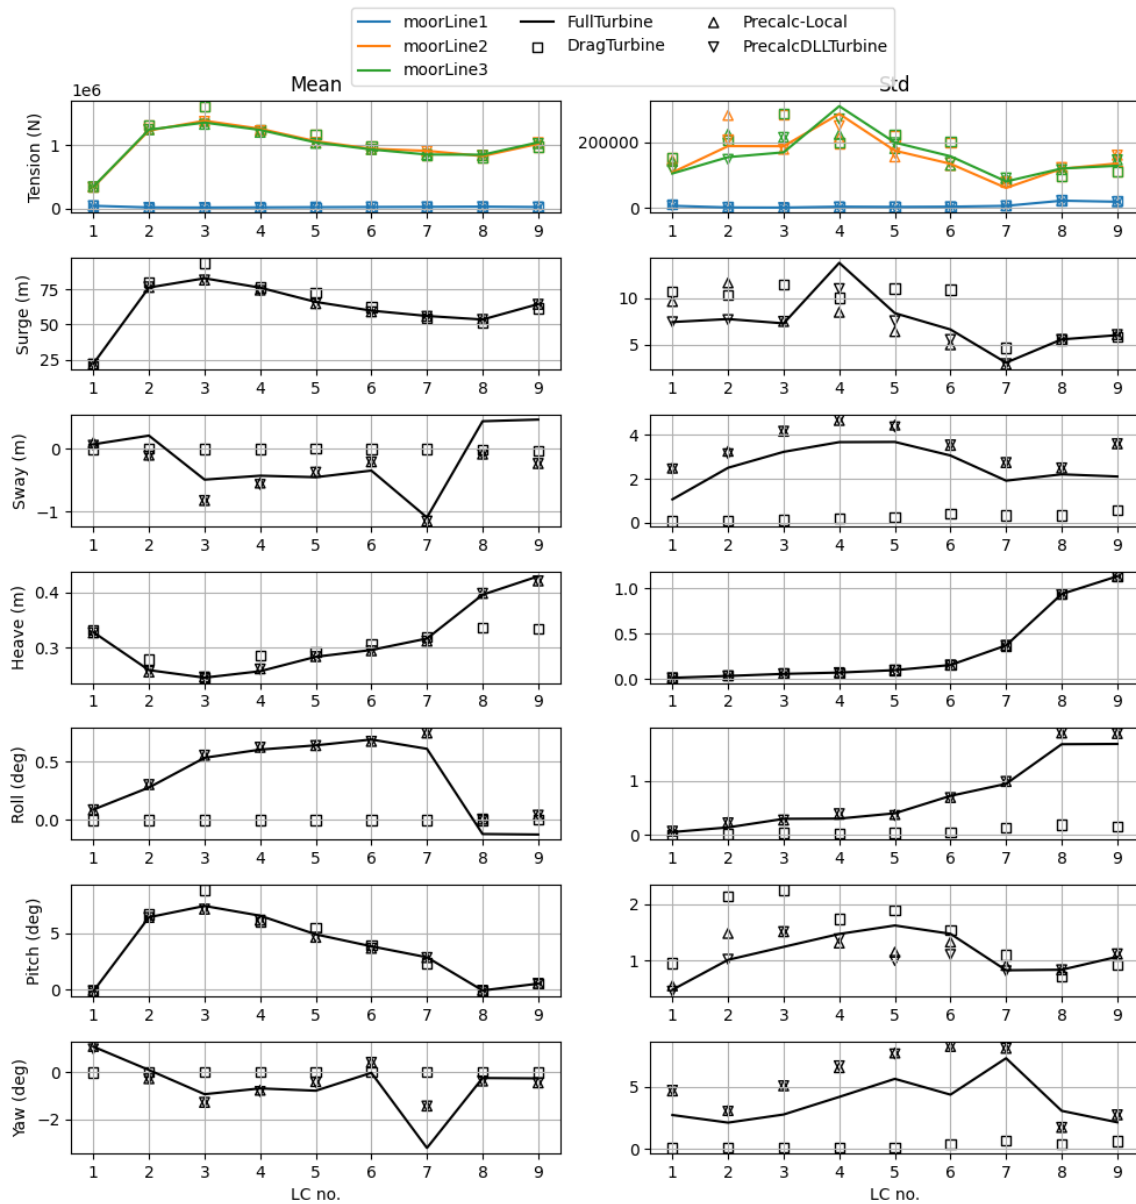 moorLine1 FullTurbine Precalc-Local
moorLine2 DragTurbine PrecalcDLLTurbine
moorLine3
Mean Std
1e6
Tension (N)
1
0
1 2 3 4 5 6 7 8 9
200000
0
1 2 3 4 5 6 7 8 9
Surge (m)
75
50
25
1 2 3 4 5 6 7 8 9
10
5
1 2 3 4 5 6 7 8 9
Sway (m)
0
−1
1 2 3 4 5 6 7 8 9
4
2
0
1 2 3 4 5 6 7 8 9
Heave (m)
0.4
0.3
1 2 3 4 5 6 7 8 9
1.0
0.5
0.0
1 2 3 4 5 6 7 8 9
Roll (deg
0.5
0.0
1 2 3 4 5 6 7 8 9
1
0
1 2 3 4 5 6 7 8 9
Pitch (deg)
5
0
1 2 3 4 5 6 7 8 9
2
1
1 2 3 4 5 6 7 8 9
Yaw (deg)
0
−2
1 2 3 4 5 6 7 8 9
LC no.
5
0
1 2 3 4 5 6 7 8 9
LC no.